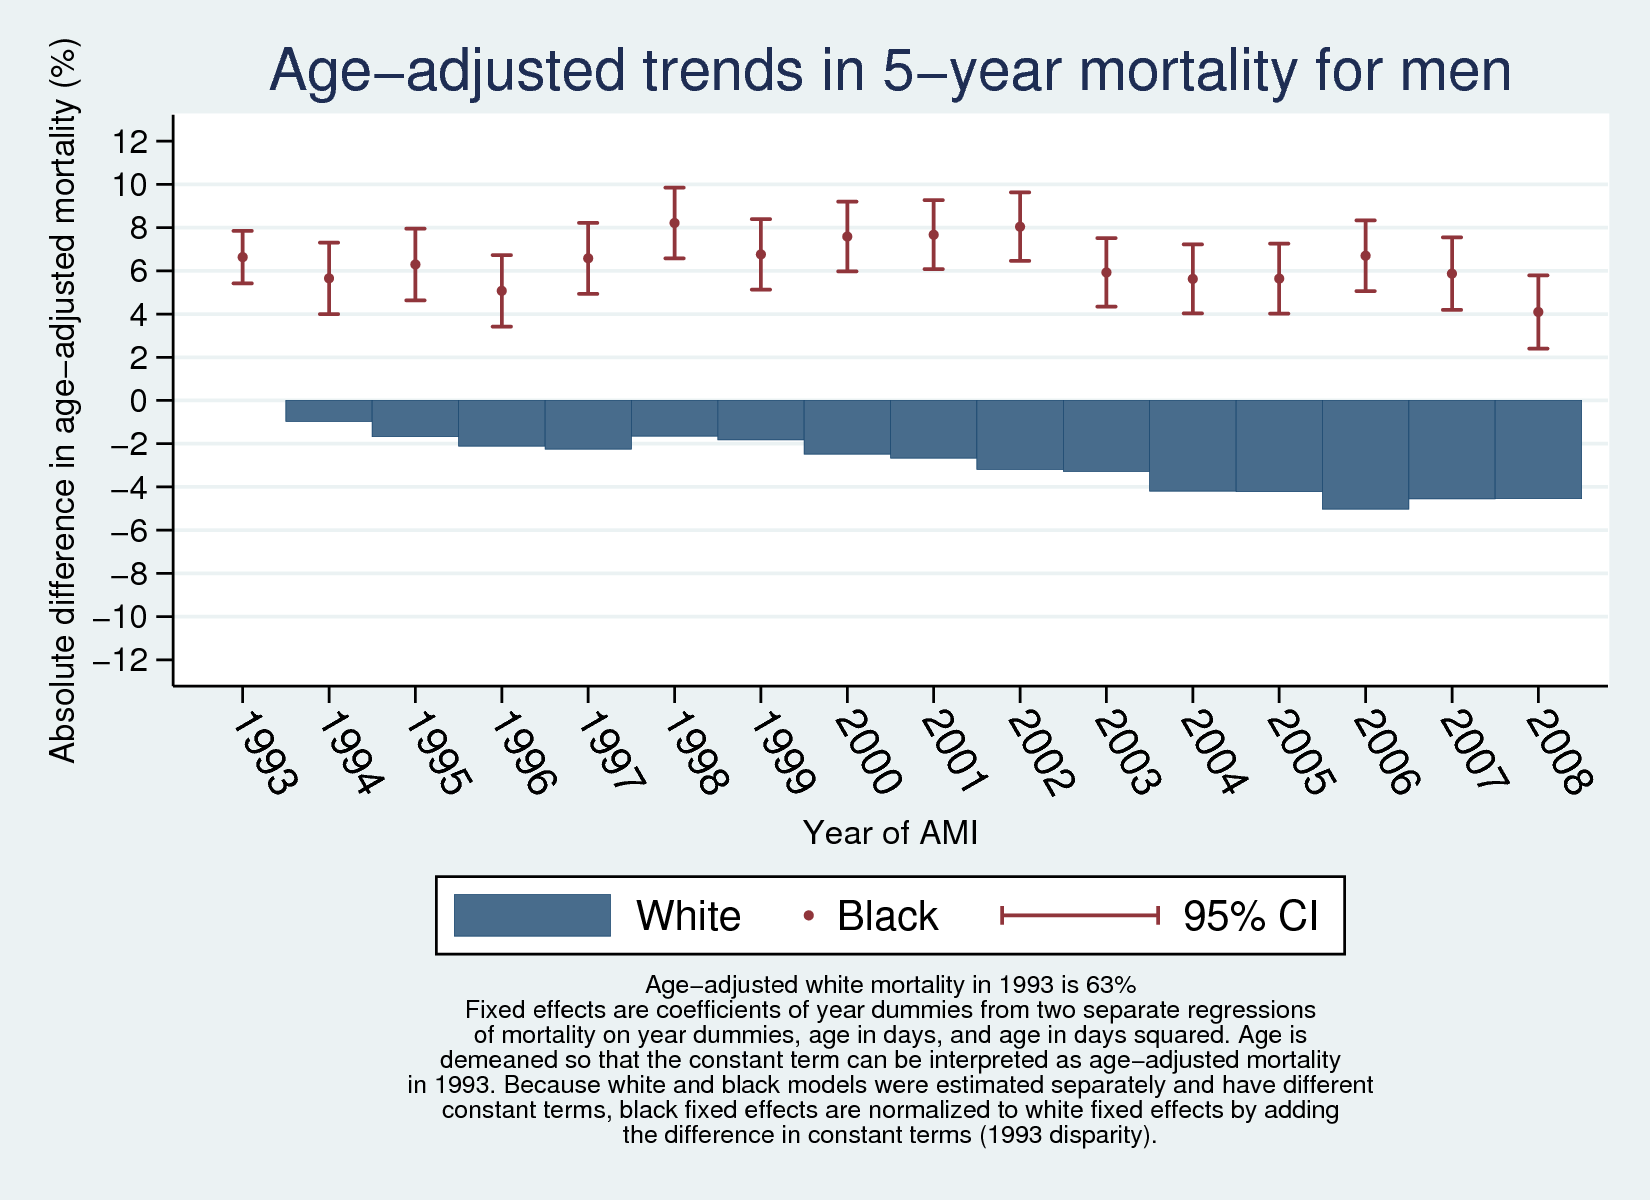 Age–adjusted trends in 5–year mortality for men
Absolute difference in age–adjusted mortality (%)
12
10
8
6
4
2
0
−2
−4
−6
−8
−10
−12
1993
1994
1995
1996
1997
1998
1999
2000
2001
2002
2003
2004
2005
2006
2007
2008
Year of AMI
White Black 95% CI
Age–adjusted white mortality in 1993 is 63%
Fixed effects are coefficients of year dummies from two separate regressions
of mortality on year dummies, age in days, and age in days squared. Age is
demeaned so that the constant term can be interpreted as age–adjusted mortality
in 1993. Because white and black models were estimated separately and have different
constant terms, black fixed effects are normalized to white fixed effects by adding
the difference in constant terms (1993 disparity).